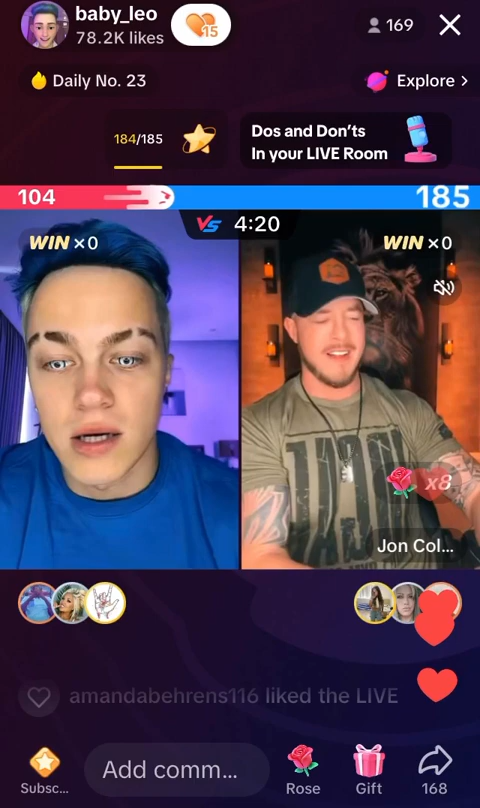 baby_leo
78.2K likes
15
169
Daily No. 23
Explore >
184/185
Dos and Don'ts
In your LIVE Room
104
185
VS 4:20
WIN ×0
WIN ×0
x8
Jon Col...
amandabehrens116 liked the LIVE
Subsc...
Add comm...
Rose
Gift
168